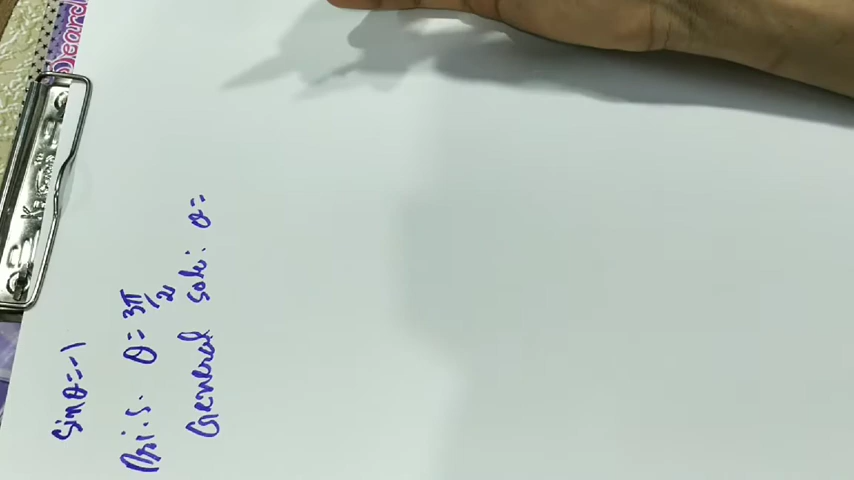 Sinθ=-1
Pri.S. θ= 3π/2
General soln: θ=